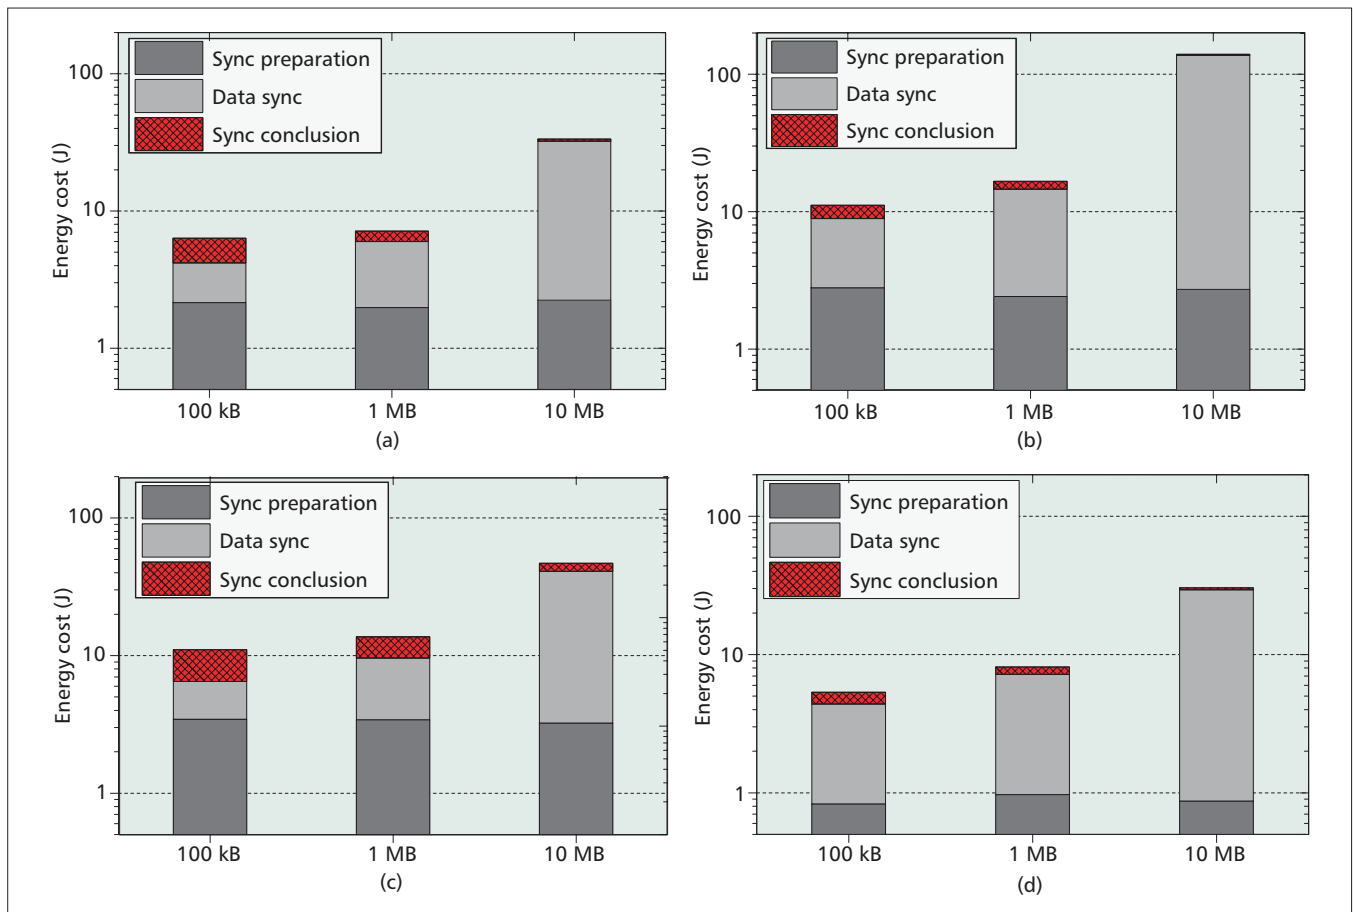 Sync preparation
Data sync
Sync conclusion
Energy cost (J)
100
10
1
100 kB
1 MB
10 MB
(a)
Sync preparation
Data sync
Sync conclusion
Energy cost (J)
100
10
1
100 kB
1 MB
10 MB
(b)
Sync preparation
Data sync
Sync conclusion
Energy cost (J)
100
10
1
100 kB
1 MB
10 MB
(c)
Sync preparation
Data sync
Sync conclusion
Energy cost (J)
100
10
1
100 kB
1 MB
10 MB
(d)